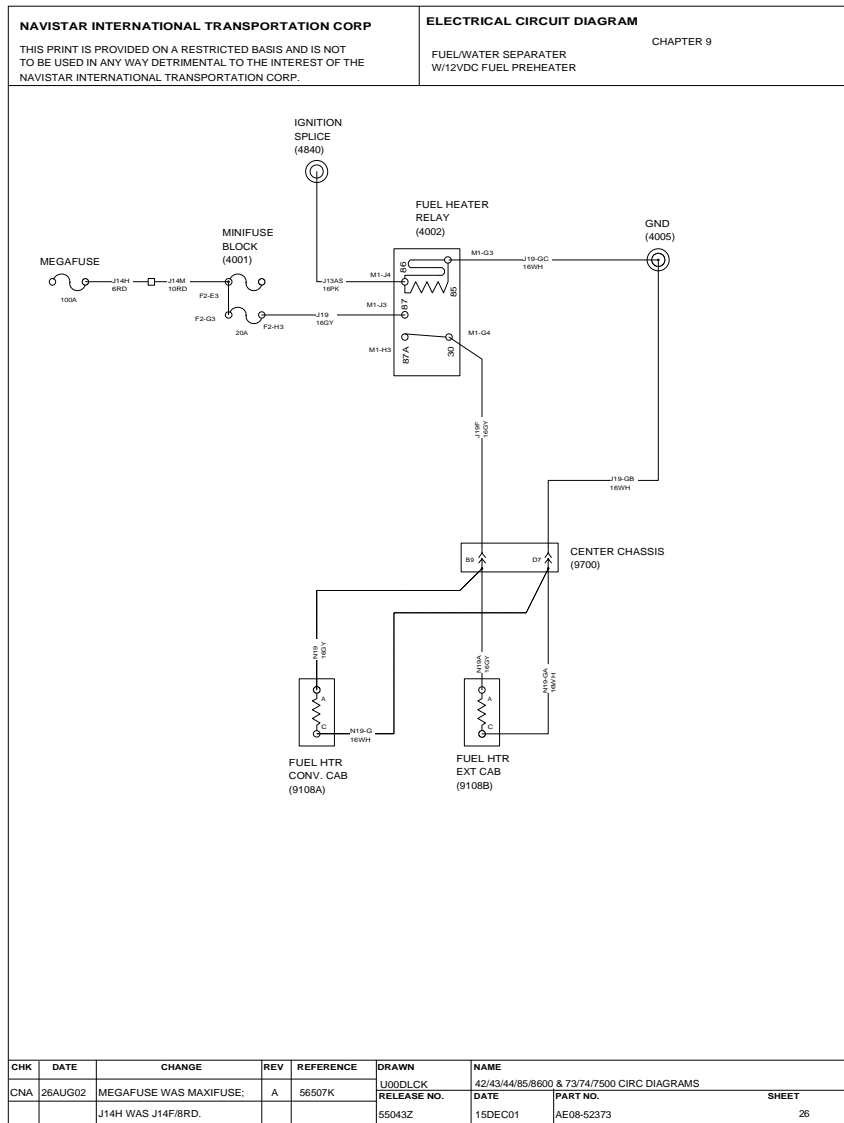 NAVISTAR INTERNATIONAL TRANSPORTATION CORP
THIS PRINT IS PROVIDED ON A RESTRICTED BASIS AND IS NOT
TO BE USED IN ANY WAY DETRIMENTAL TO THE INTEREST OF THE
NAVISTAR INTERNATIONAL TRANSPORTATION CORP.
ELECTRICAL CIRCUIT DIAGRAM
CHAPTER 9
FUEL/WATER SEPARATER
W/12VDC FUEL PREHEATER
IGNITION
SPLICE
(4840)
FUEL HEATER
RELAY
(4002)
GND
(4005)
MINIFUSE
BLOCK
(4001)
MEGAFUSE
100A
J14H
6RD
J14M
10RD
F2-E3
F2-G3
20A
F2-H3
J13AS
16PK
M1-J4
J19
16GY
M1-J3
M1-H3
86
85
87
87A
30
M1-G3
M1-G4
J19-GC
16WH
J19F
16GY
J19-GB
16WH
B9
D7
CENTER CHASSIS
(9700)
N19
16GY
N19A
16GY
N19-GA
16WH
A
C
N19-G
16WH
A
C
FUEL HTR
CONV. CAB
(9108A)
FUEL HTR
EXT CAB
(9108B)
CHK DATE CHANGE REV REFERENCE DRAWN NAME
CNA 26AUG02 MEGAFUSE WAS MAXIFUSE; A 56507K U00DLCK 42/43/44/85/8600 & 73/74/7500 CIRC DIAGRAMS
RELEASE NO. DATE PART NO. SHEET
J14H WAS J14F/8RD. 55043Z 15DEC01 AE08-52373 26